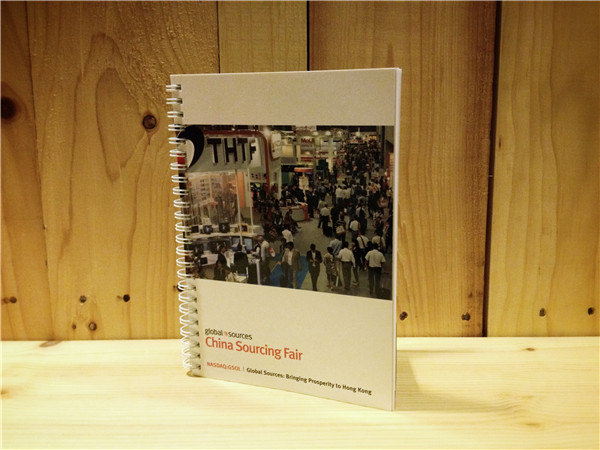 THTF
global sources
China Sourcing Fair
NASDAQ:GSOL | Global Sources: Bringing Prosperity to Hong Kong